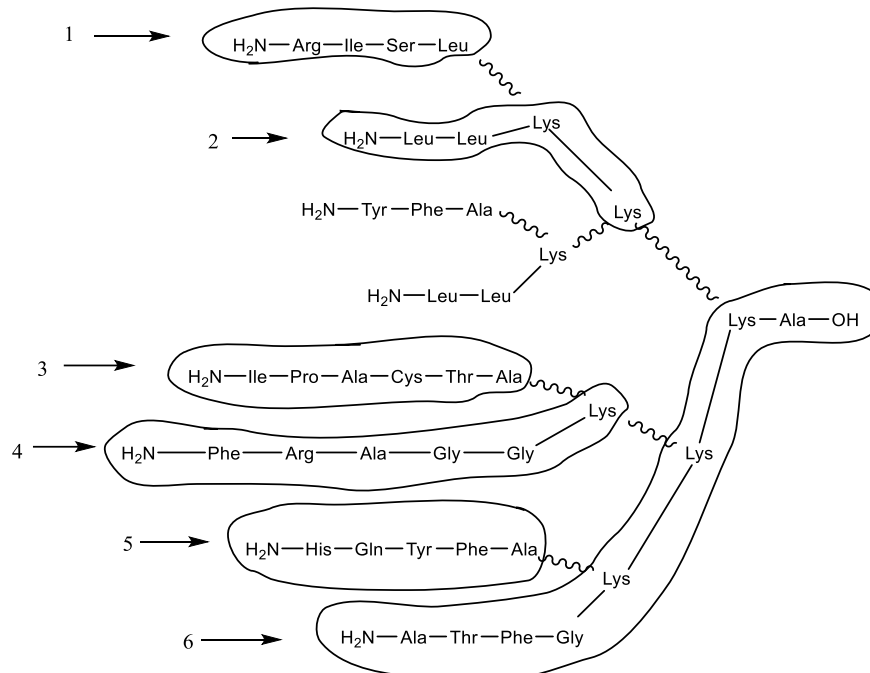 1
H₂N—Arg—Ile—Ser—Leu
2
H₂N—Leu—Leu
Lys
Lys
H₂N—Tyr—Phe—Ala
Lys
H₂N—Leu—Leu
Lys—Ala—OH
3
H₂N—Ile—Pro—Ala—Cys—Thr—Ala
Lys
4
H₂N—Phe—Arg—Ala—Gly—Gly
Lys
5
H₂N—His—Gln—Tyr—Phe—Ala
Lys
6
H₂N—Ala—Thr—Phe—Gly